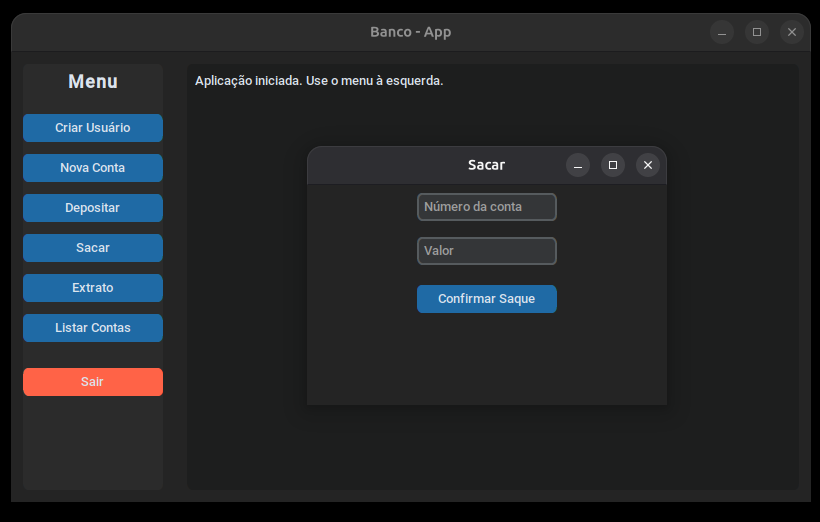 Banco - App
Menu
Criar Usuário
Nova Conta
Depositar
Sacar
Extrato
Listar Contas
Sair
Aplicação iniciada. Use o menu à esquerda.
Sacar
Número da conta
Valor
Confirmar Saque